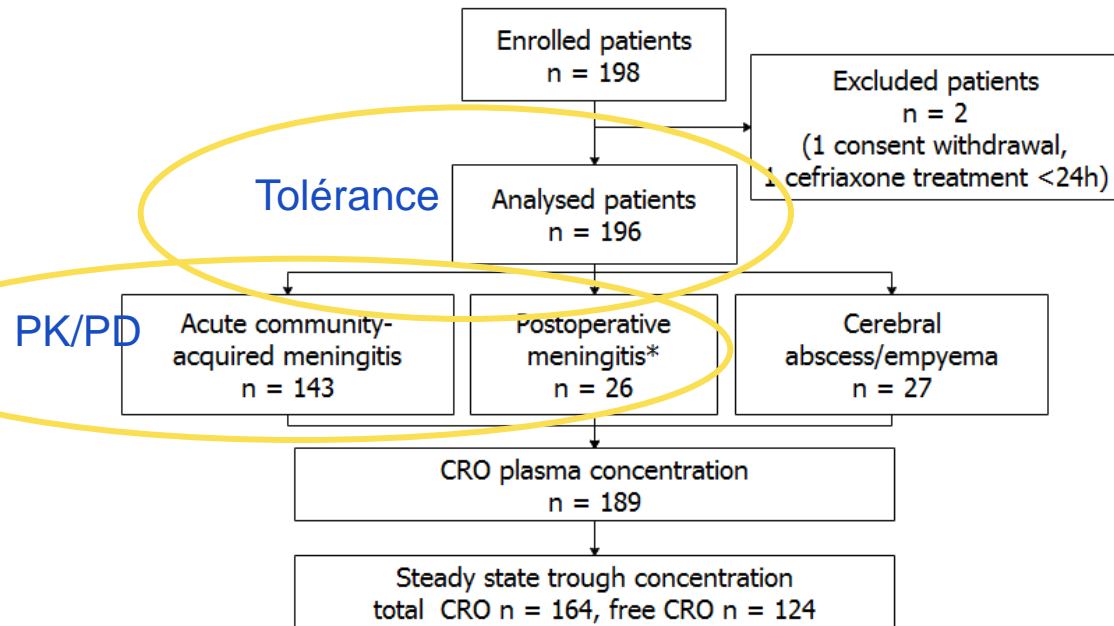 Enrolled patients
n = 198
Excluded patients
n = 2
(1 consent withdrawal,
1 cefriaxone treatment <24h)
Tolérance
Analysed patients
n = 196
PK/PD
Acute community-
acquired meningitis
n = 143
Postoperative
meningitis*
n = 26
Cerebral
abscess/empyema
n = 27
CRO plasma concentration
n = 189
Steady state trough concentration
total CRO n = 164, free CRO n = 124